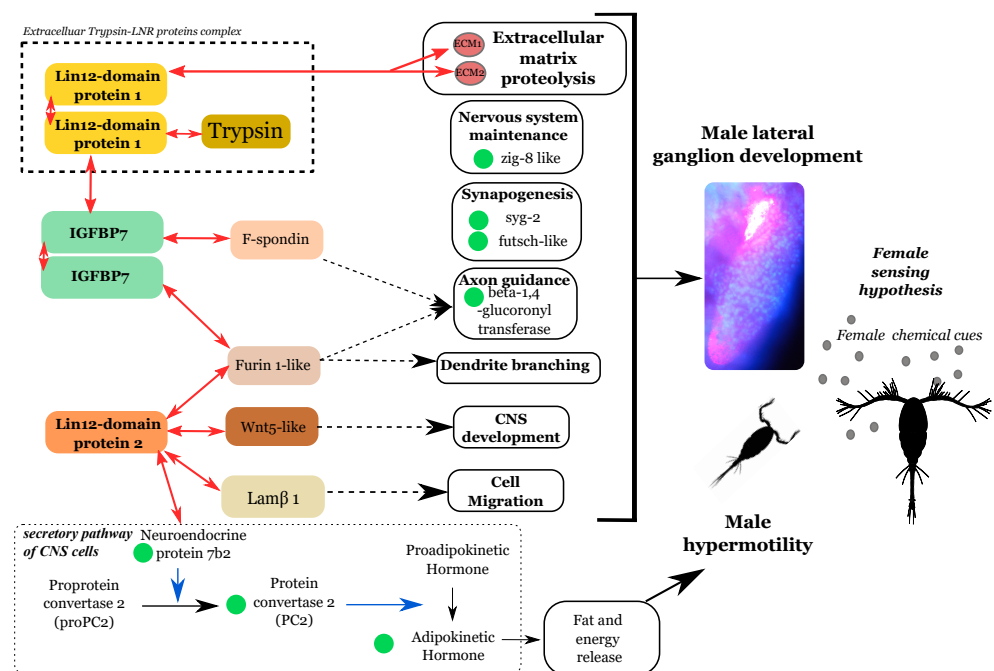 Extracelluar Trypsin-LNR proteins complex
Lin12-domain
protein 1
Lin12-domain
protein 1
Trypsin
IGFBP7
IGFBP7
F-spondin
Furin 1-like
Lin12-domain
protein 2
Wnt5-like
Lamβ 1
ECM1
ECM2
Extracellular
matrix
proteolysis
Nervous system
maintenance
zig-8 like
Synapogenesis
syg-2
futsch-like
Axon guidance
beta-1,4
-glucoronyl
transferase
Dendrite branching
CNS
development
Cell
Migration
Male lateral
ganglion development
Female
sensing
hypothesis
Female chemical cues
Male
hypermotility
secretory pathway
of CNS cells
Neuroendocrine
protein 7b2
Proprotein
convertase 2
(proPC2)
Protein
convertase 2
(PC2)
Proadipokinetic
Hormone
Adipokinetic
Hormone
Fat and
energy
release